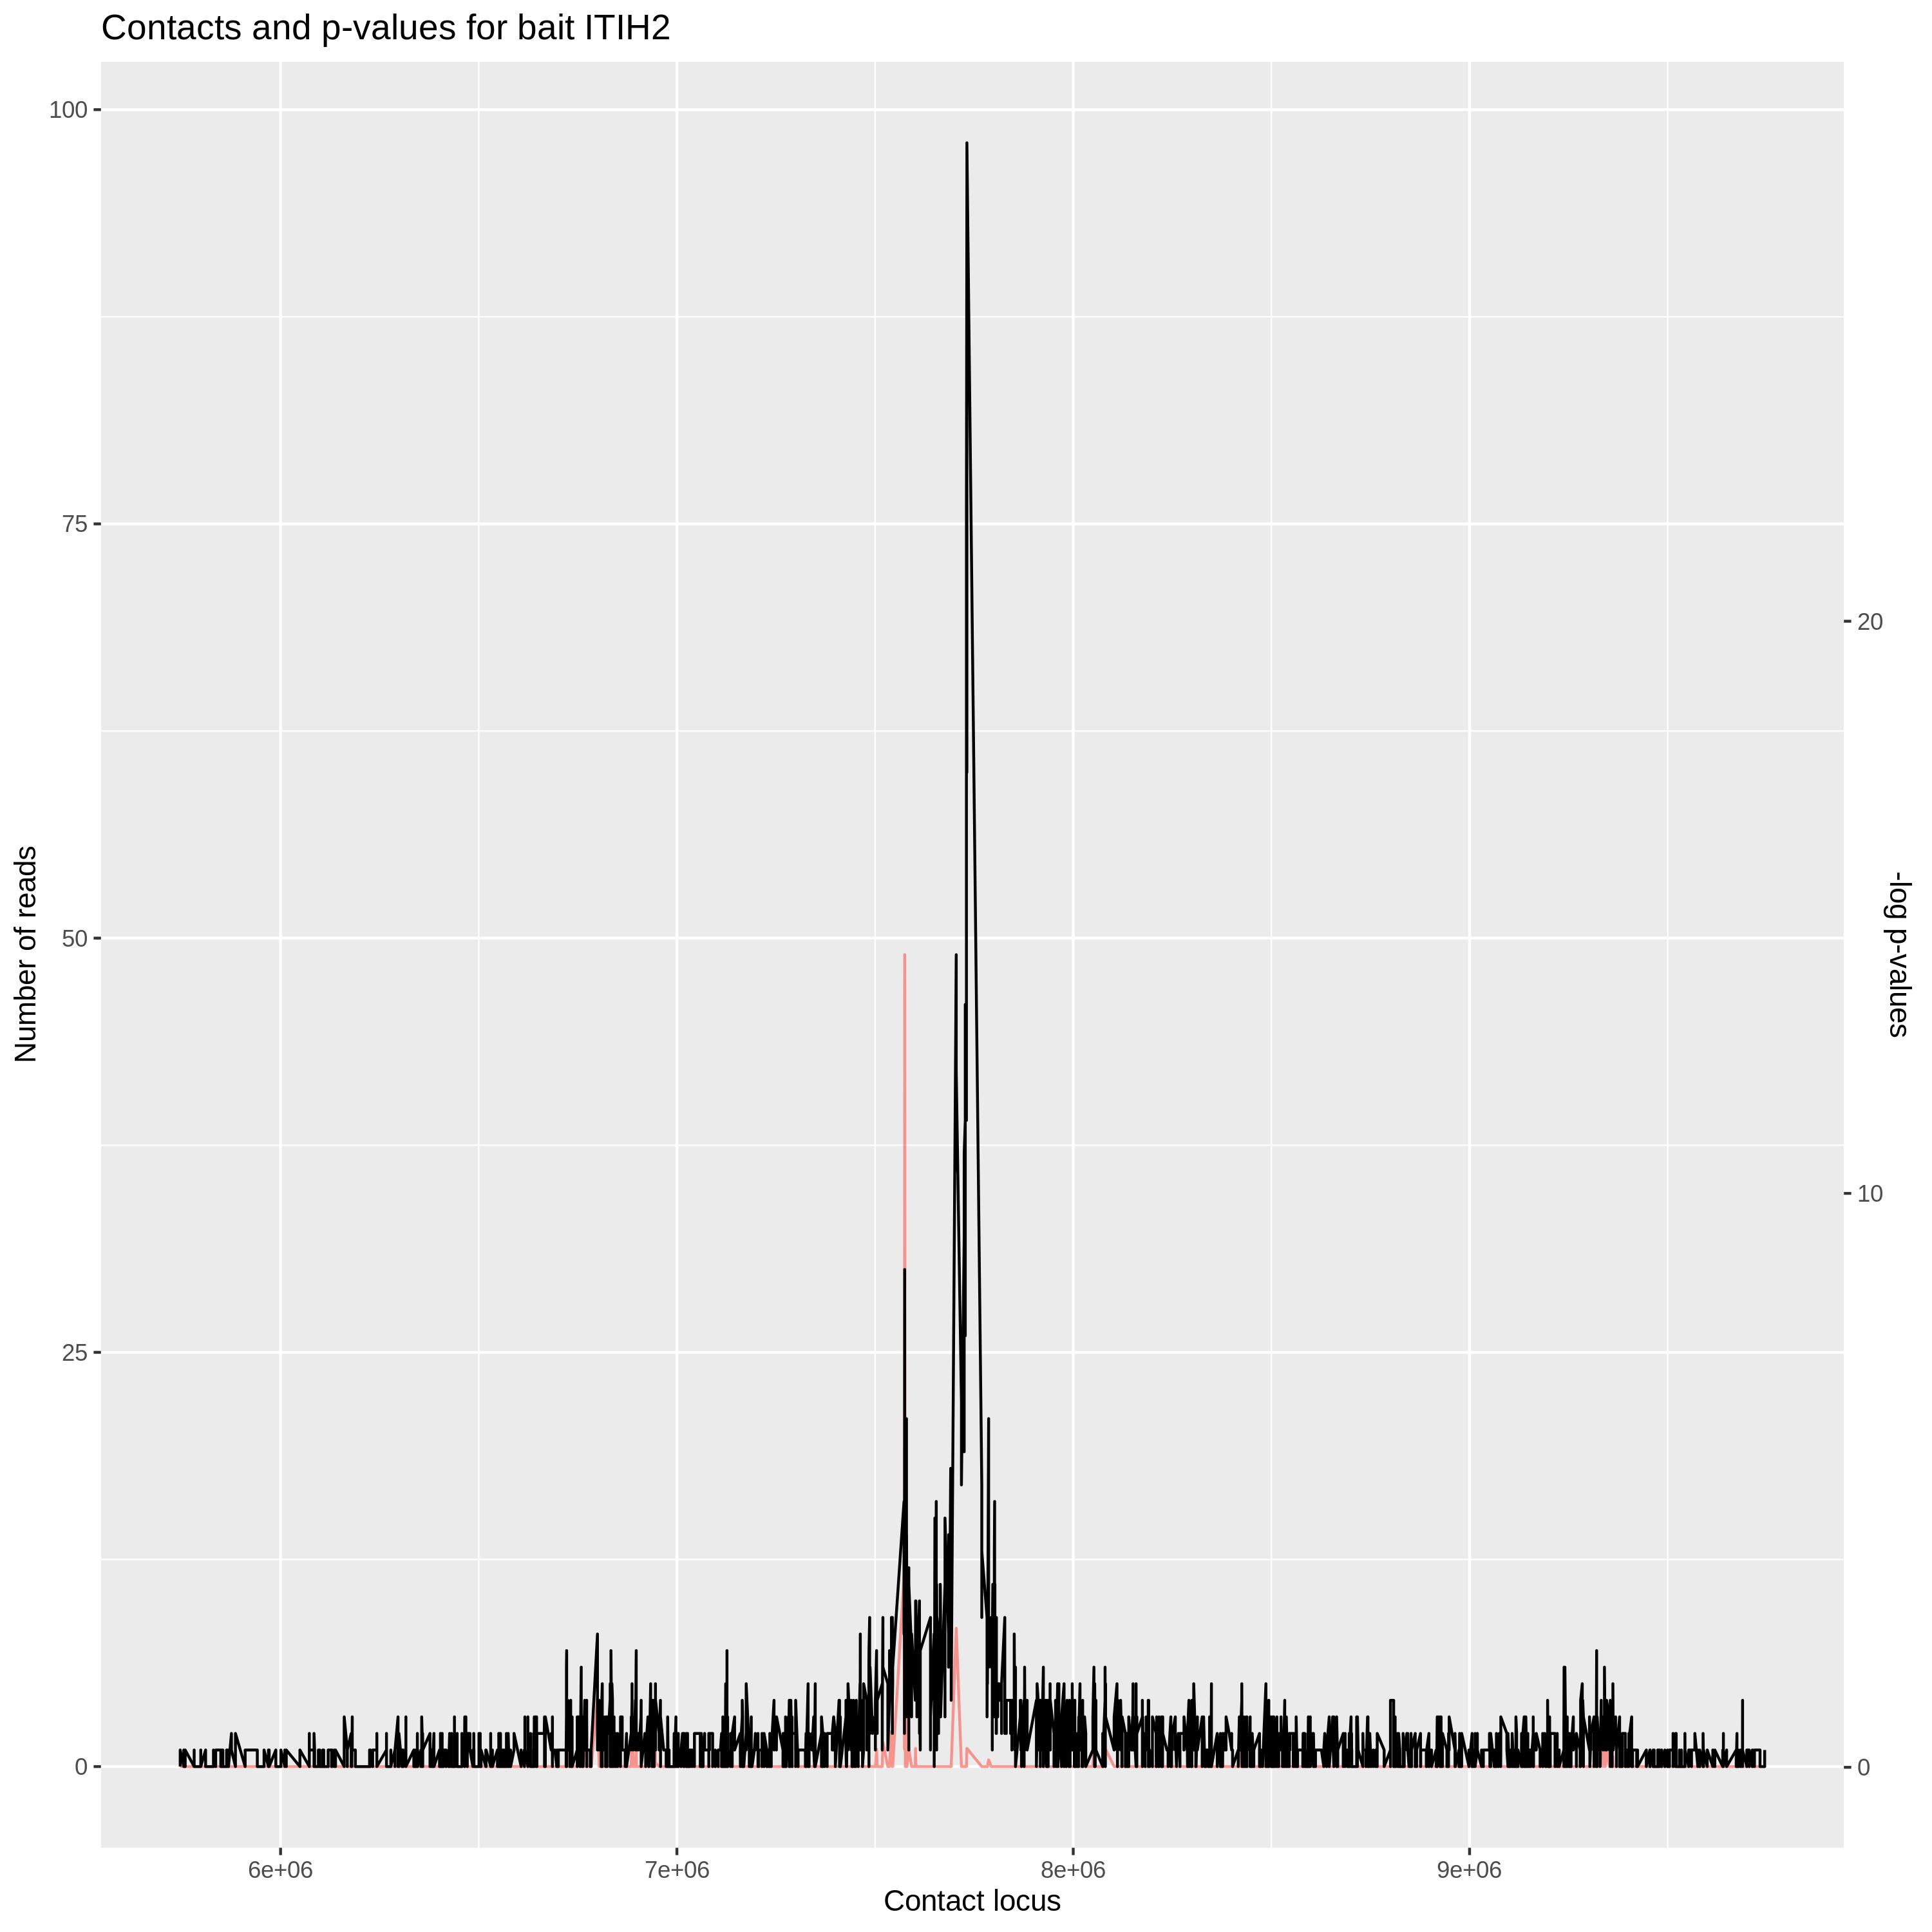 Contacts and p-values for bait ITIH2
100
75
50
25
0
Number of reads
20
10
0
-log p-values
6e+06 7e+06 8e+06 9e+06
Contact locus